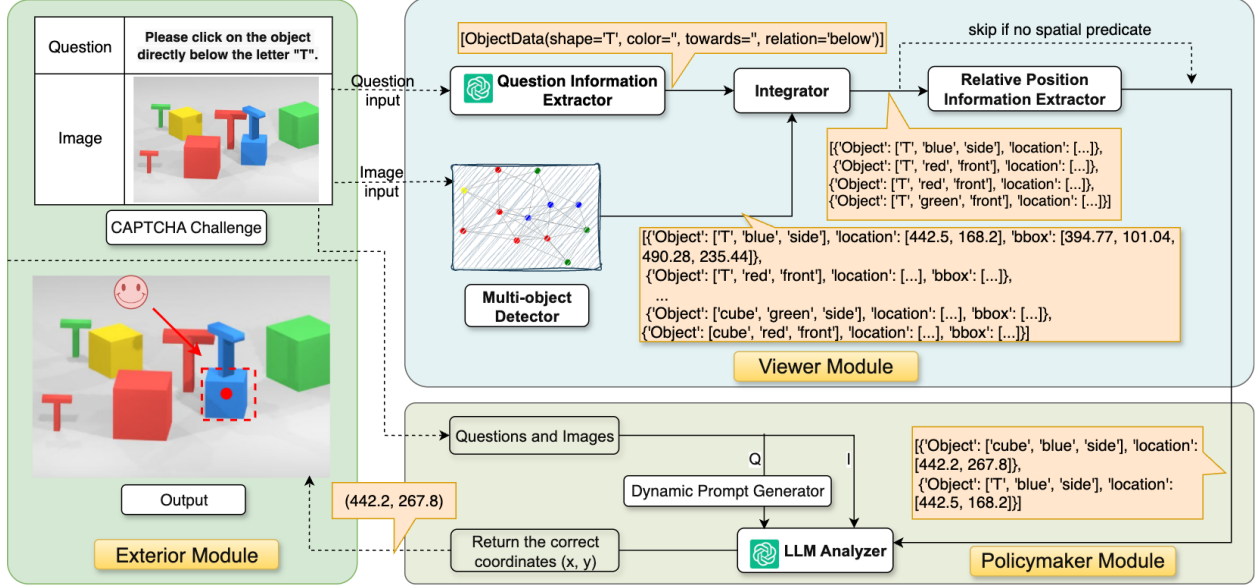 Question
Please click on the object
directly below the letter "T".
Image
CAPTCHA Challenge
Output
Exterior Module
Question
input
Image
input
[ObjectData(shape='T', color='', towards='', relation='below')]
Question Information
Extractor
Integrator
skip if no spatial predicate
Relative Position
Information Extractor
[{'Object': ['T', 'blue', 'side'], 'location': [...]},
{'Object': ['T', 'red', 'front'], 'location': [...]},
{'Object': ['T', 'red', 'front'], 'location': [...]},
{'Object': ['T', 'green', 'front'], 'location': [...]}]
Multi-object
Detector
[{'Object': ['T', 'blue', 'side'], 'location': [442.5, 168.2], 'bbox': [394.77, 101.04,
490.28, 235.44]},
{'Object': ['T', 'red', 'front'], 'location': [...], 'bbox': [...]},
...
{'Object': ['cube', 'green', 'side'], 'location': [...], 'bbox': [...]},
{'Object': [cube', 'red', 'front'], 'location': [...], 'bbox': [...]}]
Viewer Module
Questions and Images
Q
I
Dynamic Prompt Generator
LLM Analyzer
Return the correct
coordinates (x, y)
(442.2, 267.8)
[{'Object': ['cube', 'blue', 'side'], 'location':
[442.2, 267.8]},
{'Object': ['T', 'blue', 'side'], 'location':
[442.5, 168.2]}]
Policymaker Module